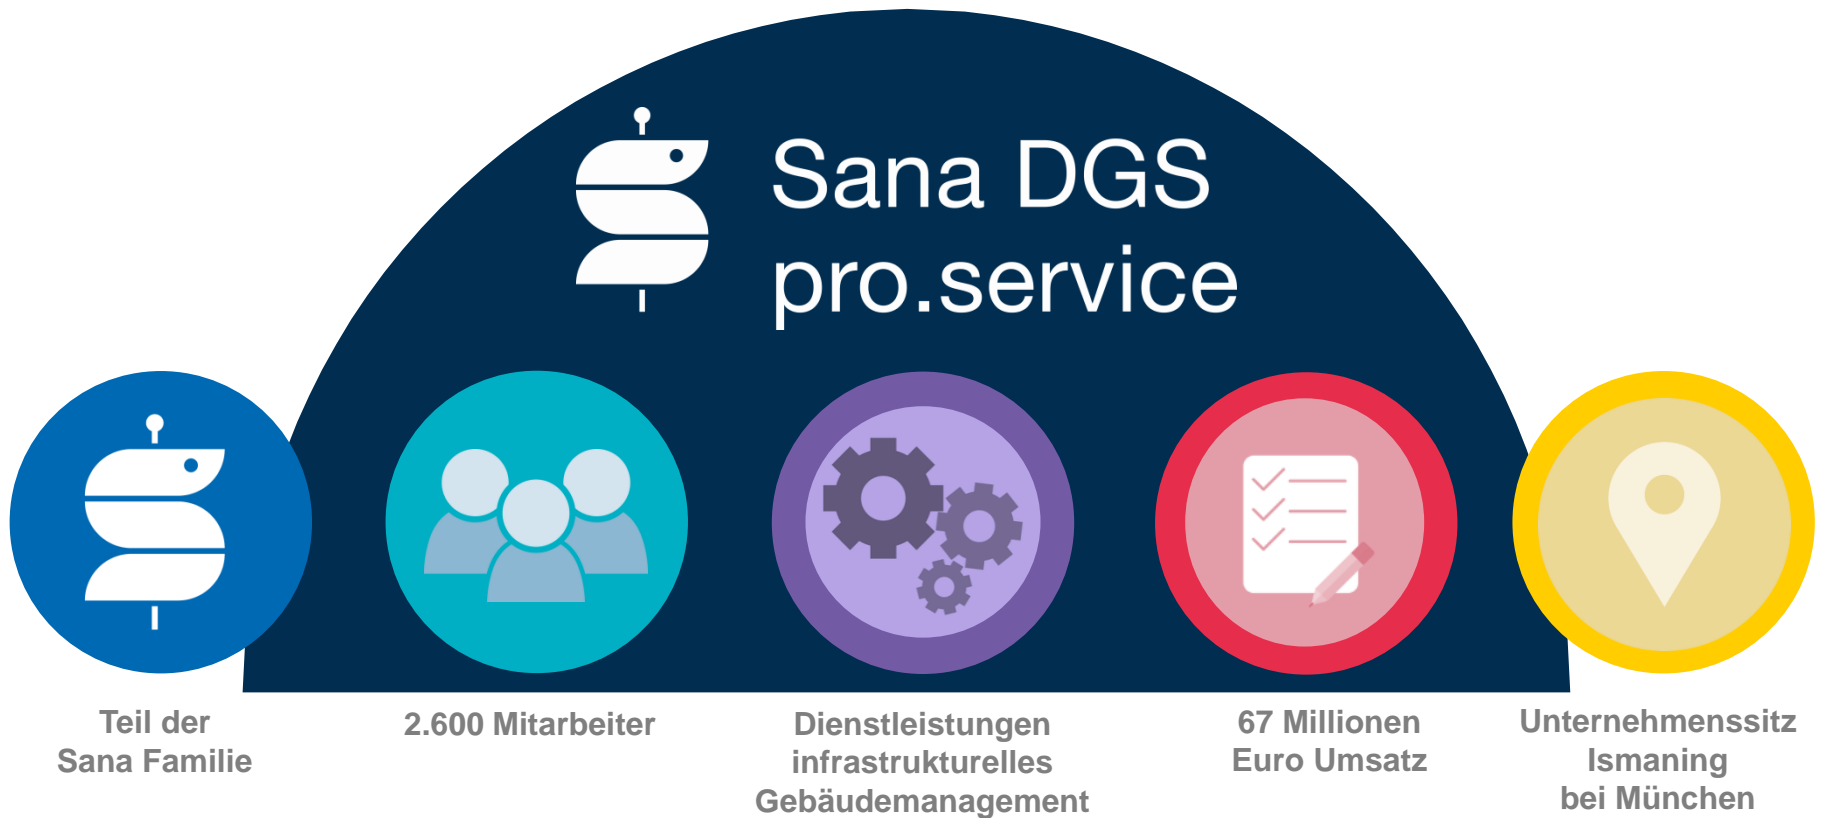 Sana DGS
pro.service
Teil der
Sana Familie
2.600 Mitarbeiter
Dienstleistungen
infrastrukturelles
Gebäudemanagement
67 Millionen
Euro Umsatz
Unternehmenssitz
Ismaning
bei München